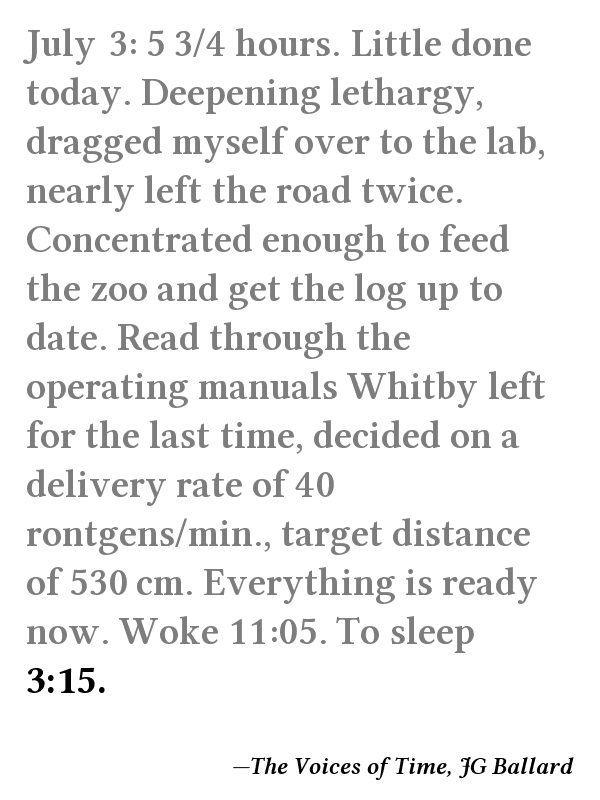 July 3: 5 3/4 hours. Little done
today. Deepening lethargy,
dragged myself over to the lab,
nearly left the road twice.
Concentrated enough to feed
the zoo and get the log up to
date. Read through the
operating manuals Whitby left
for the last time, decided on a
delivery rate of 40
rontgens/min., target distance
of 530 cm. Everything is ready
now. Woke 11:05. To sleep
3:15.
—The Voices of Time, JG Ballard